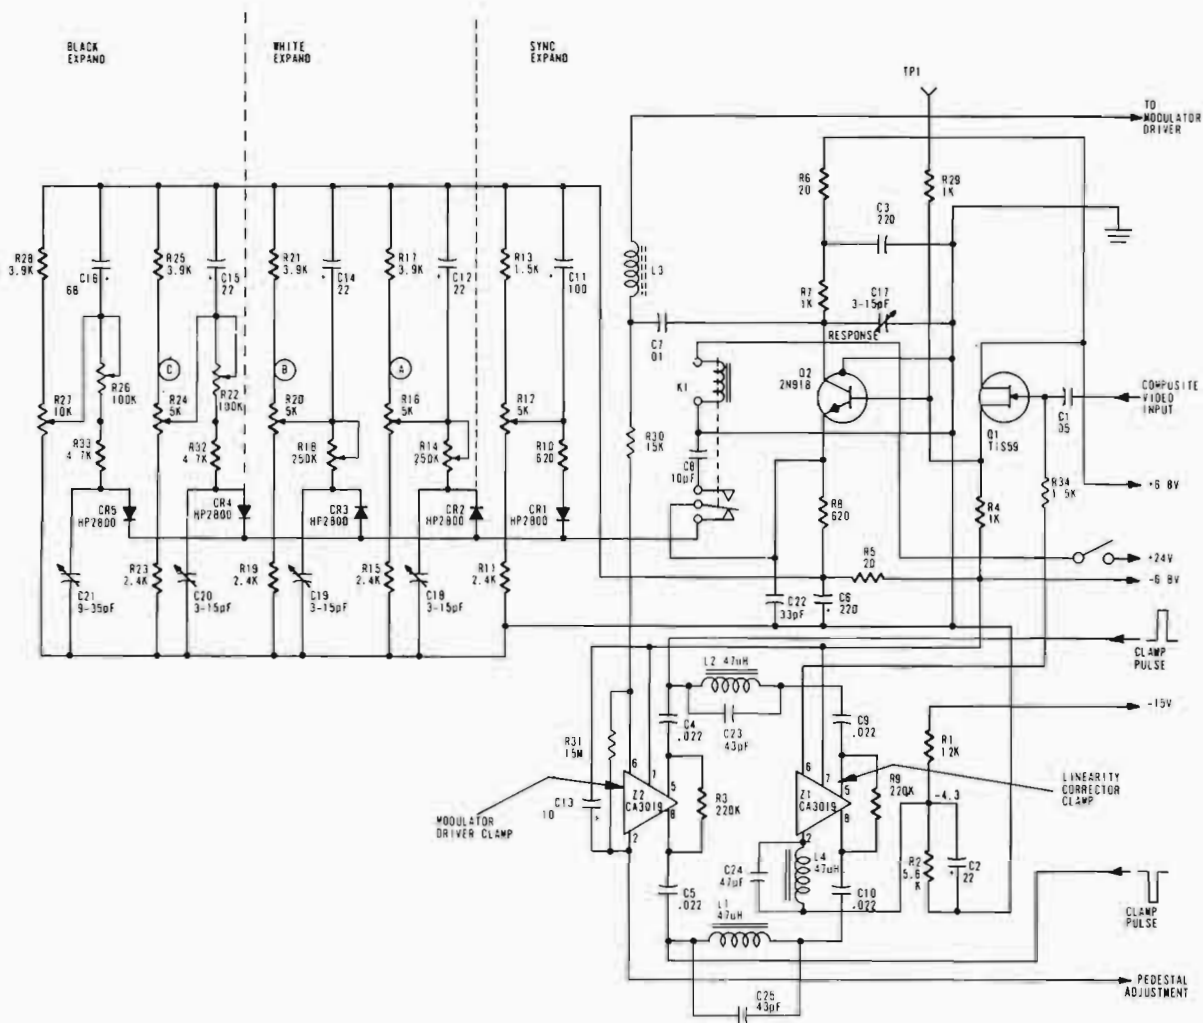 BLACK
EXPAND
WHITE
EXPAND
SYNC
EXPAND
TP1
TO
MODULATOR
DRIVER
R6
20
R29
1K
C3
220
R28
3.9K
C16
68
R25
3.9K
C15
22
R21
3.9K
C14
22
R17
3.9K
C12
22
R13
1.5K
C11
100
L3
R7
1K
C17
3-15pF
RESPONSE
C7
.01
K1
Q2
2N918
COMPOSITE
VIDEO
INPUT
C1
.05
Q1
TIS59
R27
10K
R26
100K
C
R24
5K
R22
100K
B
R20
5K
R18
250K
A
R16
5K
R14
250K
R12
5K
R10
620
R30
15K
C8
10pF
R33
4.7K
R32
4.7K
R34
1.5K
+6.8V
R8
620
R4
1K
CR5
HP2800
CR4
HP2800
CR3
HP2800
CR2
HP2800
CR1
HP2800
R5
20
+24V
-6.8V
C21
9-35pF
R23
2.4K
C20
3-15pF
R19
2.4K
C19
3-15pF
R15
2.4K
C18
3-15pF
R11
2.4K
C22
33pF
C6
220
CLAMP
PULSE
L2 47uH
C4
.022
C23
43pF
C9
.022
-15V
R31
15M
R1
12K
6
7
5
8
2
Z2
CA3019
R3
220K
6
7
5
8
2
Z1
CA3019
R9
220K
LINEARITY
CORRECTOR
CLAMP
-4.3
C13
10
MODULATOR
DRIVER CLAMP
C24
47pF
L4
47uH
R2
5.6
K
C2
22
C5
.022
L1
47uH
C10
.022
CLAMP
PULSE
C25
43pF
PEDESTAL
ADJUSTMENT